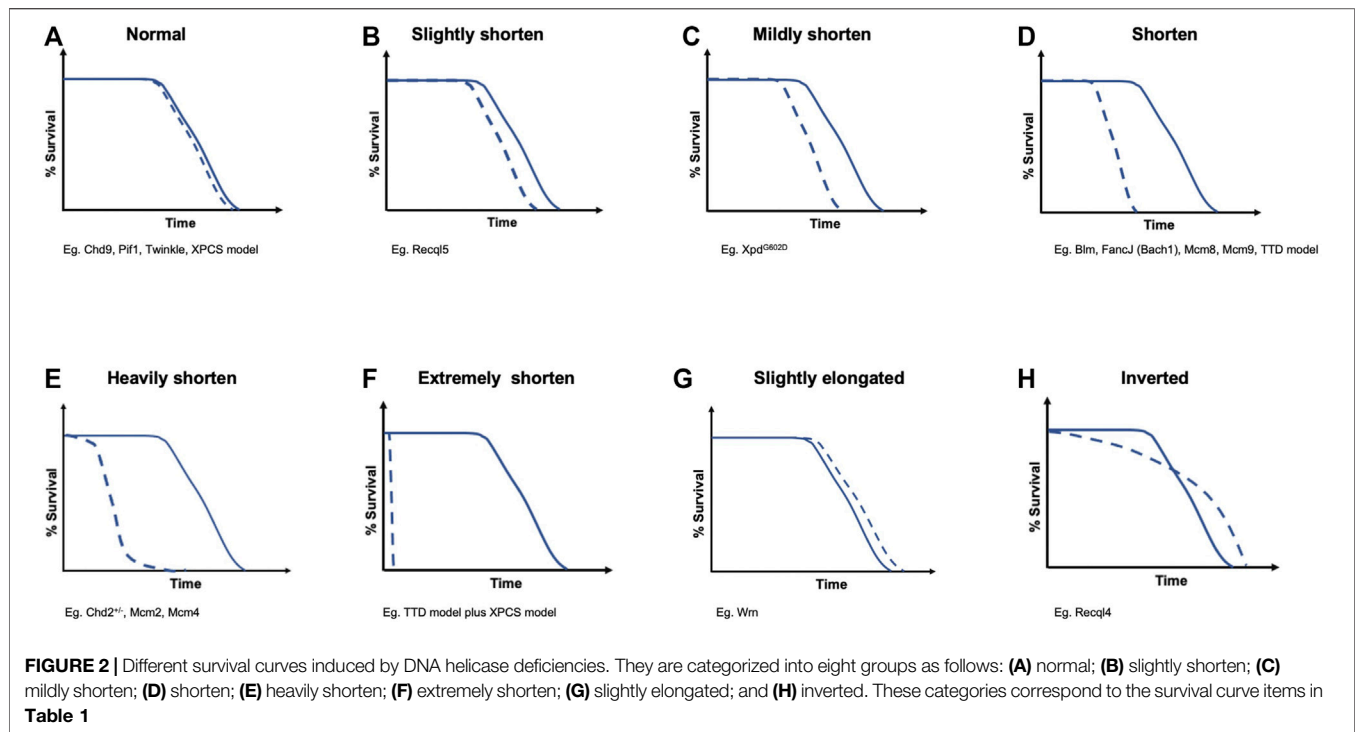 A Normal
% Survival
Time
Eg. Chd9, Pif1, Twinkle, XPCS model
B Slightly shorten
% Survival
Time
Eg. Recql5
C Mildly shorten
% Survival
Time
Eg. Xpd^G602D
D Shorten
% Survival
Time
Eg. Blm, FancJ (Bach1), Mcm8, Mcm9, TTD model
E Heavily shorten
% Survival
Time
Eg. Chd2^+/-, Mcm2, Mcm4
F Extremely shorten
% Survival
Time
Eg. TTD model plus XPCS model
G Slightly elongated
% Survival
Time
Eg. Wrn
H Inverted
% Survival
Time
Eg. Recql4
FIGURE 2 | Different survival curves induced by DNA helicase deficiencies. They are categorized into eight groups as follows: (A) normal; (B) slightly shorten; (C)
mildly shorten; (D) shorten; (E) heavily shorten; (F) extremely shorten; (G) slightly elongated; and (H) inverted. These categories correspond to the survival curve items in
Table 1